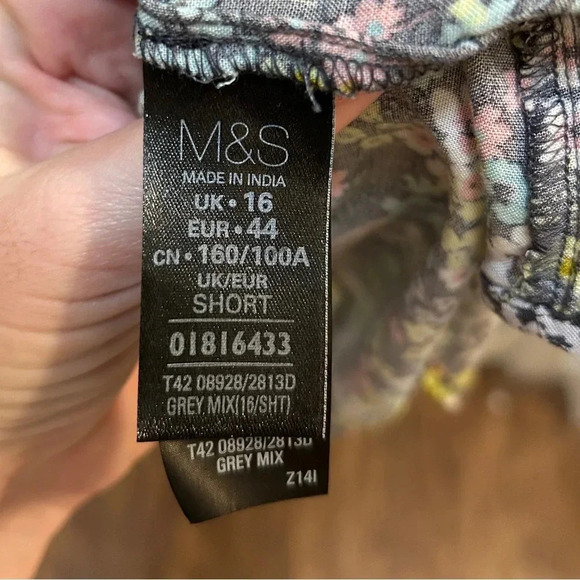 M&S
MADE IN INDIA
UK • 16
EUR • 44
CN • 160/100A
UK/EUR
SHORT
01816433
T42 08928/2813D
GREY MIX(16/SHT)
T42 08928/2813D
GREY MIX
Z14I